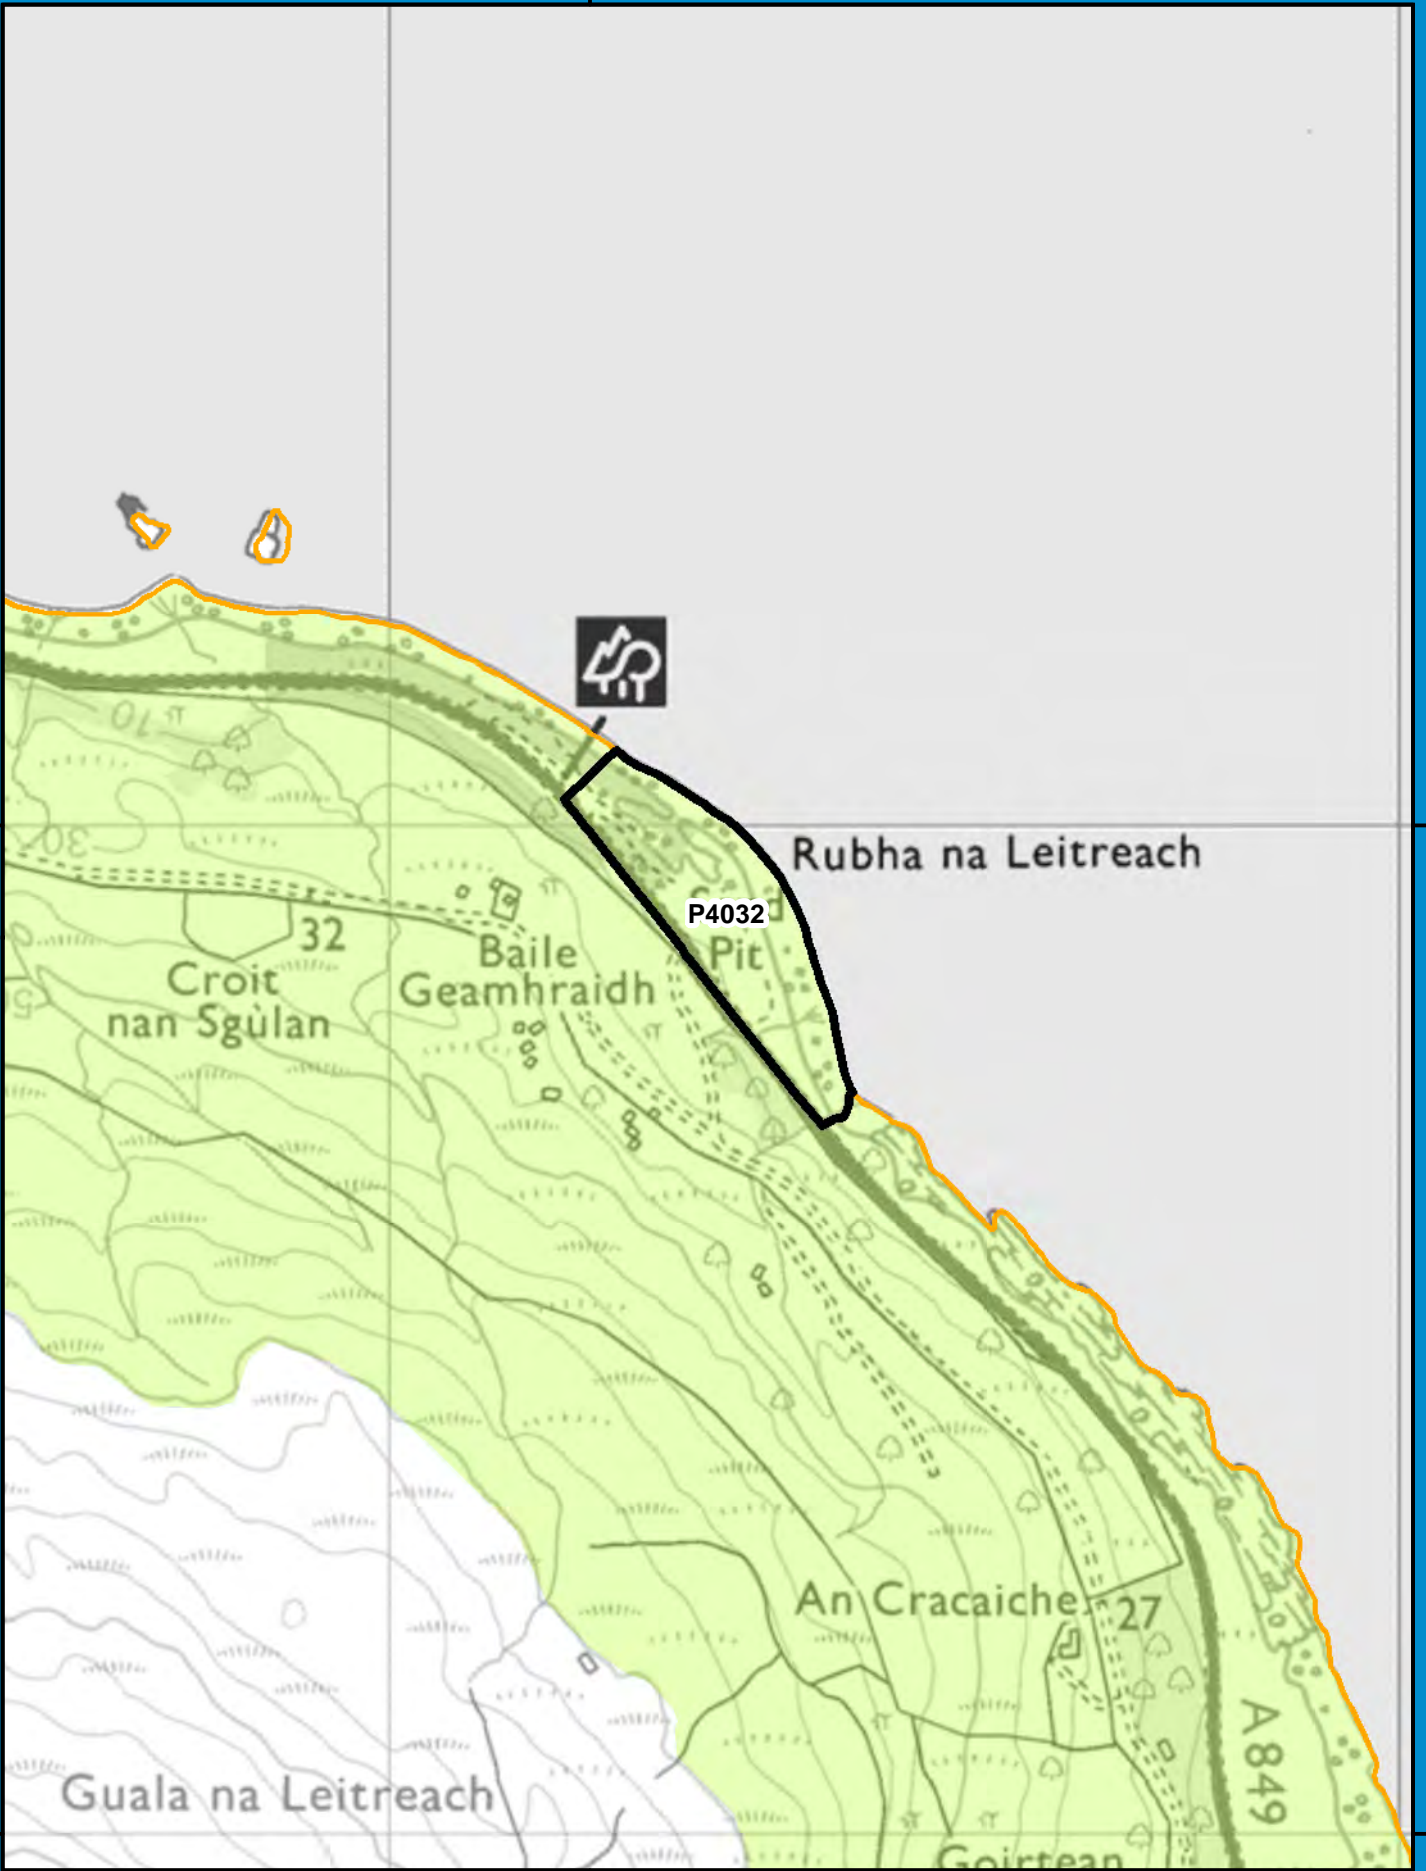 10
30
Rubha na Leitreach
P4032
Pit
32
Baile
Geamhraidh
Croit
nan Sgùlan
An Cracaiche
27
A849
Guala na Leitreach
Goirtean